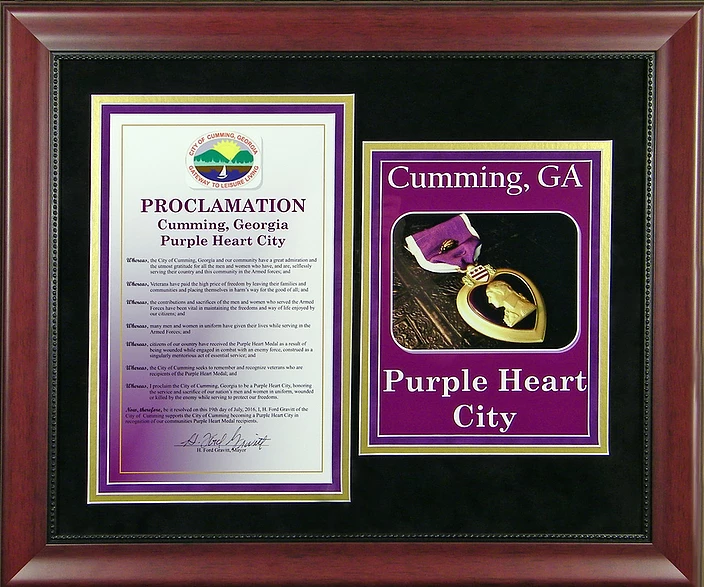 CITY OF CUMMING, GEORGIA
GATEWAY TO LEISURE LIVING
PROCLAMATION
Cumming, Georgia
Purple Heart City
Whereas, the City of Cumming, Georgia and our community have a great admiration and
the utmost gratitude for all the men and women who have, and are, selflessly
serving their country and this community in the Armed forces; and
Whereas, Veterans have paid the high price of freedom by leaving their families and
communities and placing themselves in harm's way for the good of all; and
Whereas, the contributions and sacrifices of the men and women who served the Armed
Forces have been vital in maintaining the freedoms and way of life enjoyed by
our citizens; and
Whereas, many men and women in uniform have given their lives while serving in the
Armed Forces; and
Whereas, citizens of our country have received the Purple Heart Medal as a result of
being wounded while engaged in combat with an enemy force, construed as a
singularly meritorious act of essential service; and
Whereas, the City of Cumming seeks to remember and recognize veterans who are
recipients of the Purple Heart Medal; and
Whereas, I proclaim the City of Cumming, Georgia to be a Purple Heart City, honoring
the service and sacrifice of our nation's men and women in uniform, wounded
or killed by the enemy while serving to protect our freedoms.
Now, therefore, be it resolved on this 19th day of July, 2016, I, H. Ford Gravitt of the
City of Cumming supports the City of Cumming becoming a Purple Heart City in
recognition of our communities Purple Heart Medal recipients.
H. Ford Gravitt
H. Ford Gravitt, Mayor
Cumming, GA
Purple Heart
City